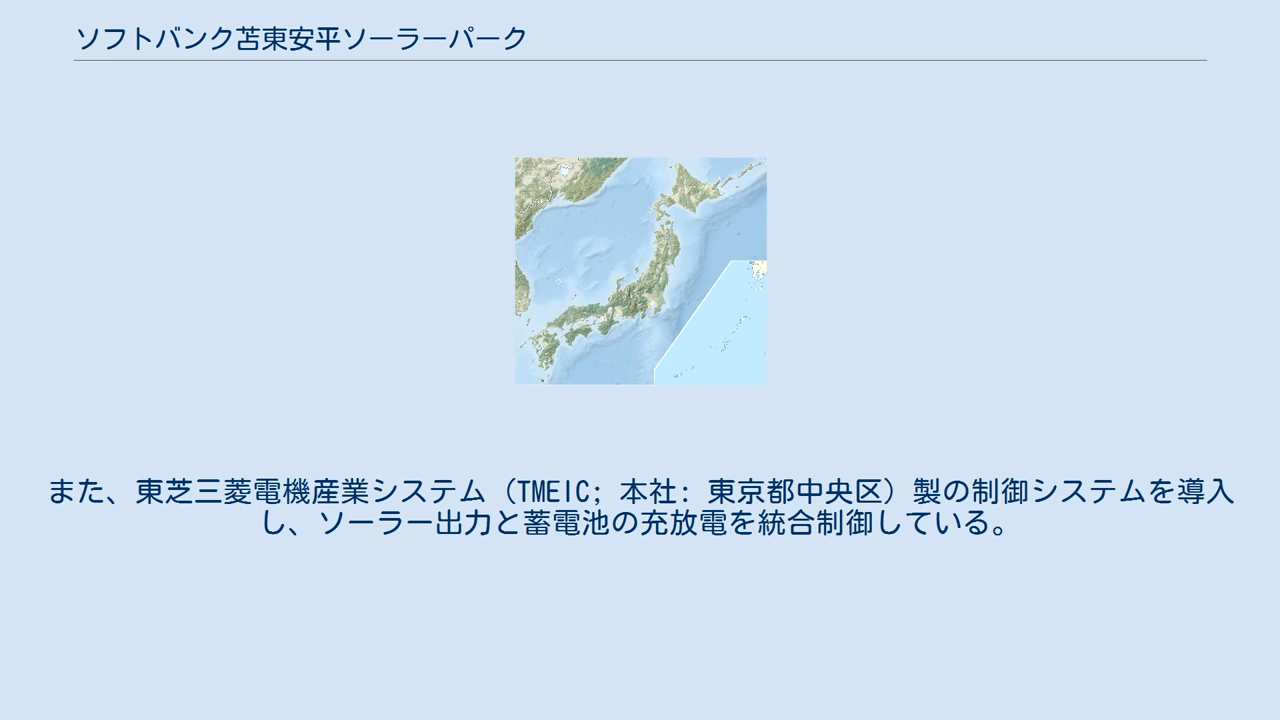 ソフトバンク苫東安平ソーラーパーク
また、東芝三菱電機産業システム（TMEIC; 本社: 東京都中央区）製の制御システムを導入
し、ソーラー出力と蓄電池の充放電を統合制御している。